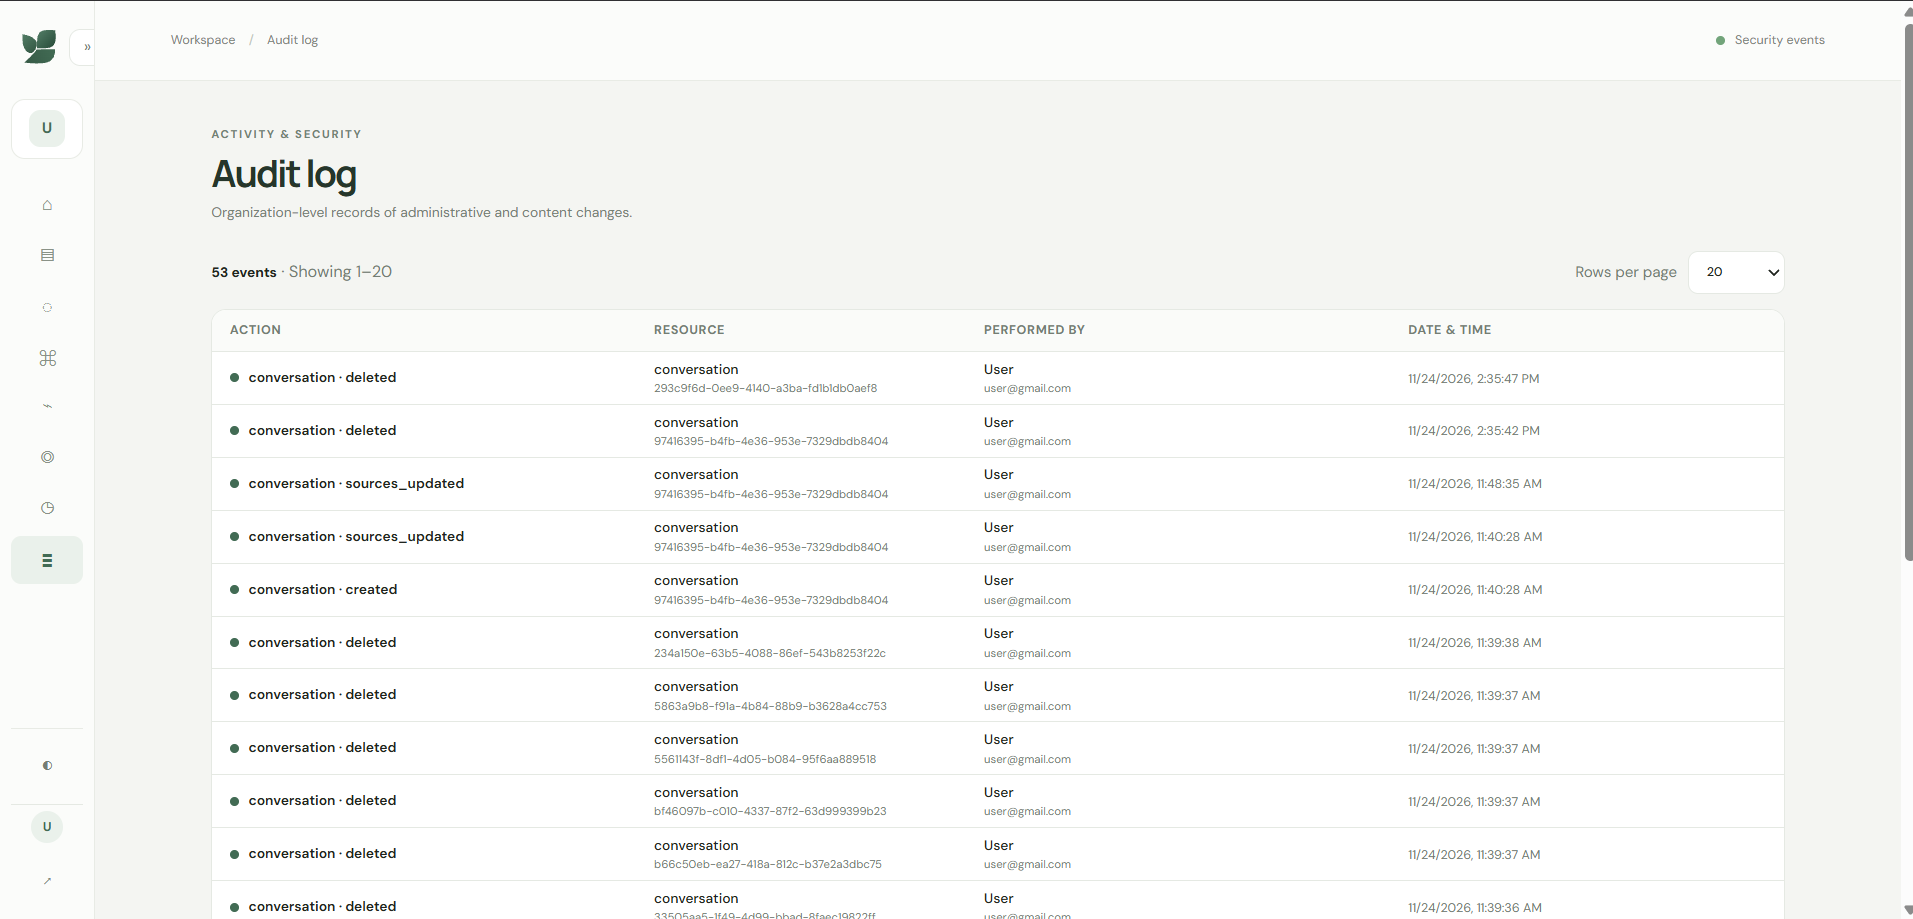 »
Workspace / Audit log
Security events
U
ACTIVITY & SECURITY
Audit log
Organization-level records of administrative and content changes.
53 events · Showing 1–20
Rows per page 20
ACTION RESOURCE PERFORMED BY DATE & TIME
conversation · deleted conversation User 11/24/2026, 2:35:47 PM
293c9f6d-0ee9-4140-a3ba-fd1b1db0aef8 user@gmail.com
conversation · deleted conversation User 11/24/2026, 2:35:42 PM
97416395-b4fb-4e36-953e-7329dbdb8404 user@gmail.com
conversation · sources_updated conversation User 11/24/2026, 11:48:35 AM
97416395-b4fb-4e36-953e-7329dbdb8404 user@gmail.com
conversation · sources_updated conversation User 11/24/2026, 11:40:28 AM
97416395-b4fb-4e36-953e-7329dbdb8404 user@gmail.com
conversation · created conversation User 11/24/2026, 11:40:28 AM
97416395-b4fb-4e36-953e-7329dbdb8404 user@gmail.com
conversation · deleted conversation User 11/24/2026, 11:39:38 AM
234a150e-63b5-4088-86ef-543b8253f22c user@gmail.com
conversation · deleted conversation User 11/24/2026, 11:39:37 AM
5863a9b8-f91a-4b84-88b9-b3628a4cc753 user@gmail.com
conversation · deleted conversation User 11/24/2026, 11:39:37 AM
5561143f-8df1-4d05-b084-95f6aa889518 user@gmail.com
conversation · deleted conversation User 11/24/2026, 11:39:37 AM
bf46097b-c010-4337-87f2-63d999399b23 user@gmail.com
conversation · deleted conversation User 11/24/2026, 11:39:37 AM
b66c50eb-ea27-418a-812c-b37e2a3dbc75 user@gmail.com
conversation · deleted conversation User 11/24/2026, 11:39:36 AM
33505aa5-1f49-4d99-bbad-8faec19822ff user@gmail.com
U